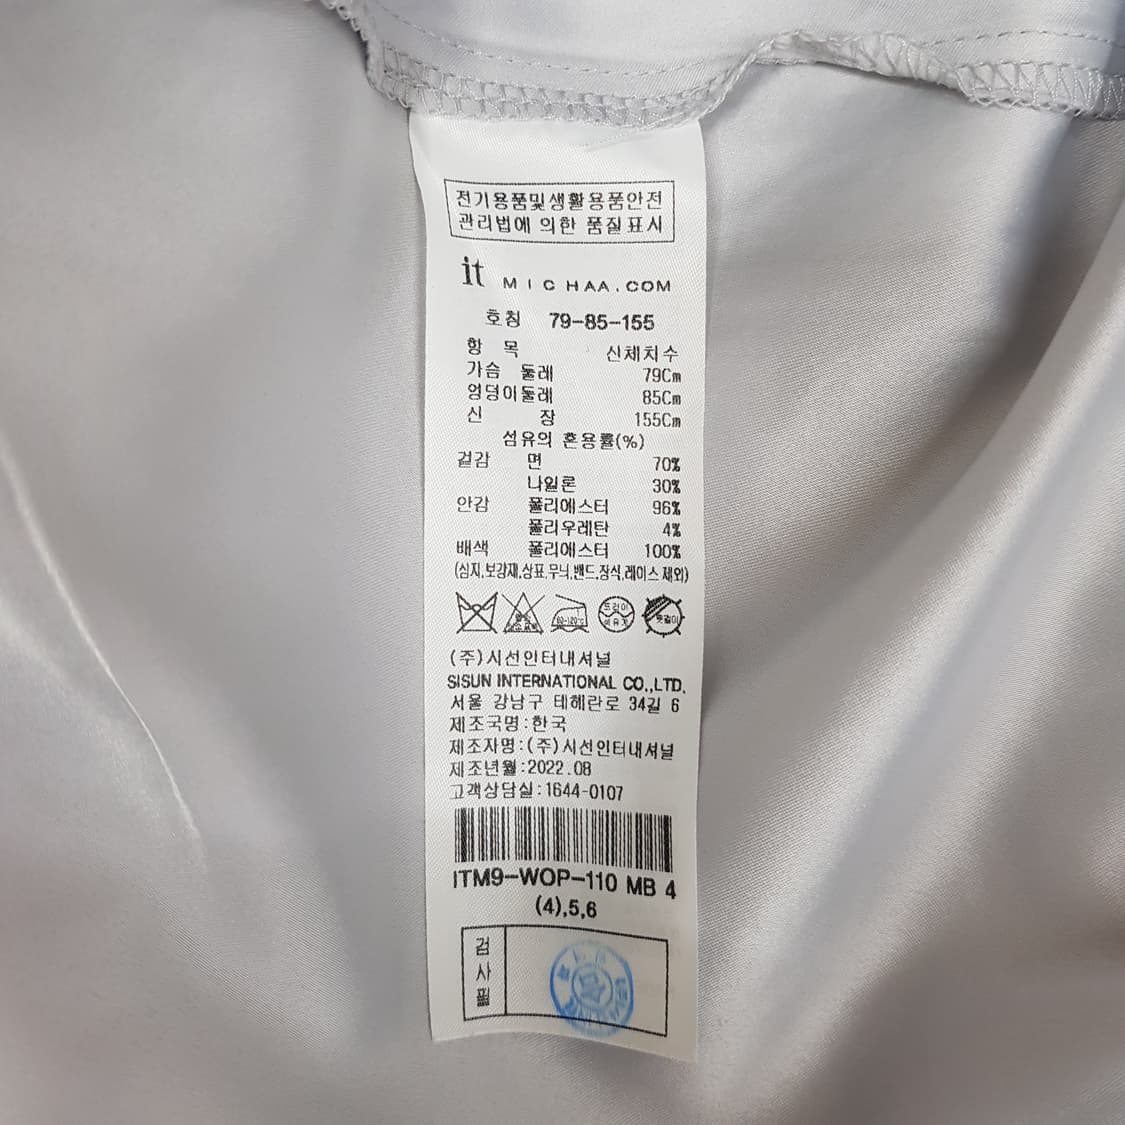 전기용품및생활용품안전
관리법에 의한 품질표시
it MICHAA.COM
호칭 79-85-155
항 목 신체치수
가슴 둘레 79Cm
엉덩이둘레 85Cm
신 장 155Cm
섬유의 혼용률(%)
겉감 면 70%
나일론 30%
안감 폴리에스터 96%
폴리우레탄 4%
배색 폴리에스터 100%
(심지,보강재,상표,무늬,밴드,장식,레이스 제외)
드라이
옷걸이
(주)시선인터내셔널
SISUN INTERNATIONAL CO.,LTD.
서울 강남구 테헤란로 34길 6
제조국명:한국
제조자명:(주)시선인터내셔널
제조년월:2022.08
고객상담실:1644-0107
ITM9-WOP-110 MB 4
(4),5,6
검사필